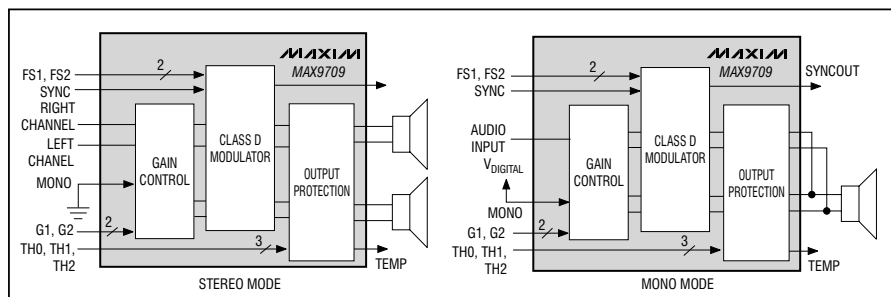 MAXIM
MAX9709
FS1, FS2
2
SYNC
RIGHT
CHANNEL
LEFT
CHANEL
MONO
G1, G2
2
TH0, TH1,
TH2
3
GAIN
CONTROL
CLASS D
MODULATOR
OUTPUT
PROTECTION
TEMP
STEREO MODE
MAXIM
MAX9709
FS1, FS2
2
SYNC
SYNCOUT
AUDIO
INPUT
VDIGITAL
MONO
G1, G2
2
TH0, TH1,
TH2
3
GAIN
CONTROL
CLASS D
MODULATOR
OUTPUT
PROTECTION
TEMP
MONO MODE